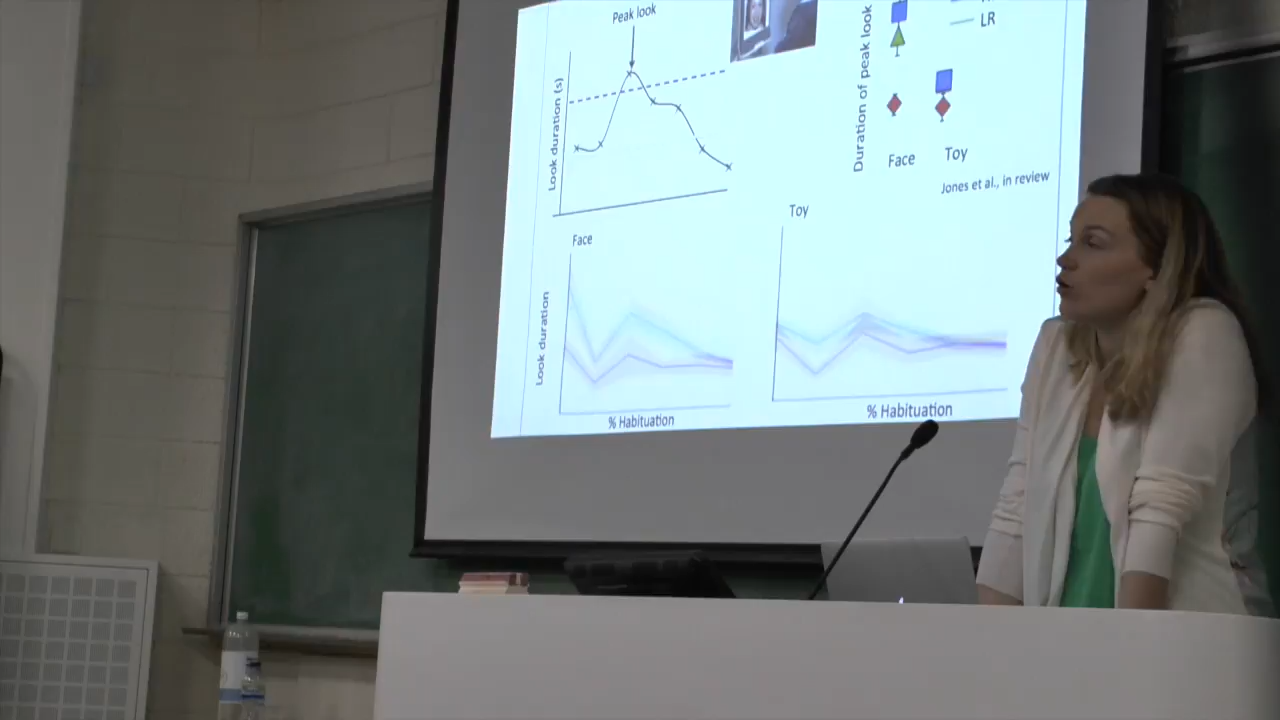 Peak look
Look duration (s)
Duration of peak look
LR
Face
Toy
Jones et al., in review
Face
Toy
Look duration
% Habituation
% Habituation